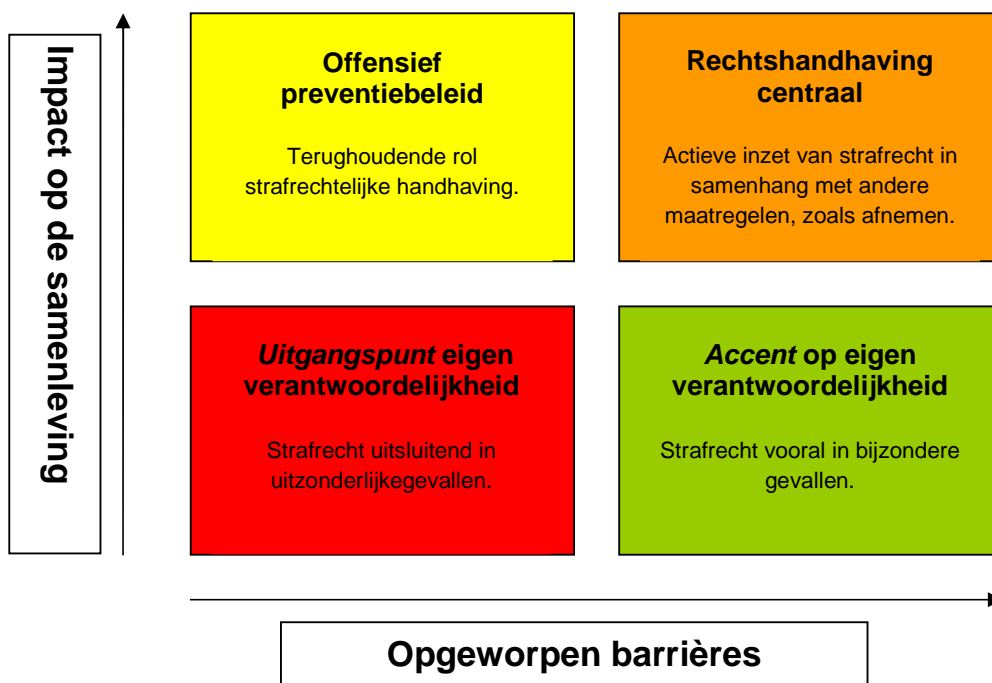 Impact op de samenleving
Offensief
preventiebeleid
Terughoudende rol
strafrechtelijke handhaving.
Rechtshandhaving
centraal
Actieve inzet van strafrecht in
samenhang met andere
maatregelen, zoals afnemen.
Uitgangspunt eigen
verantwoordelijkheid
Strafrecht uitsluitend in
uitzonderlijkegevallen.
Accent op eigen
verantwoordelijkheid
Strafrecht vooral in bijzondere
gevallen.
Opgeworpen barrières